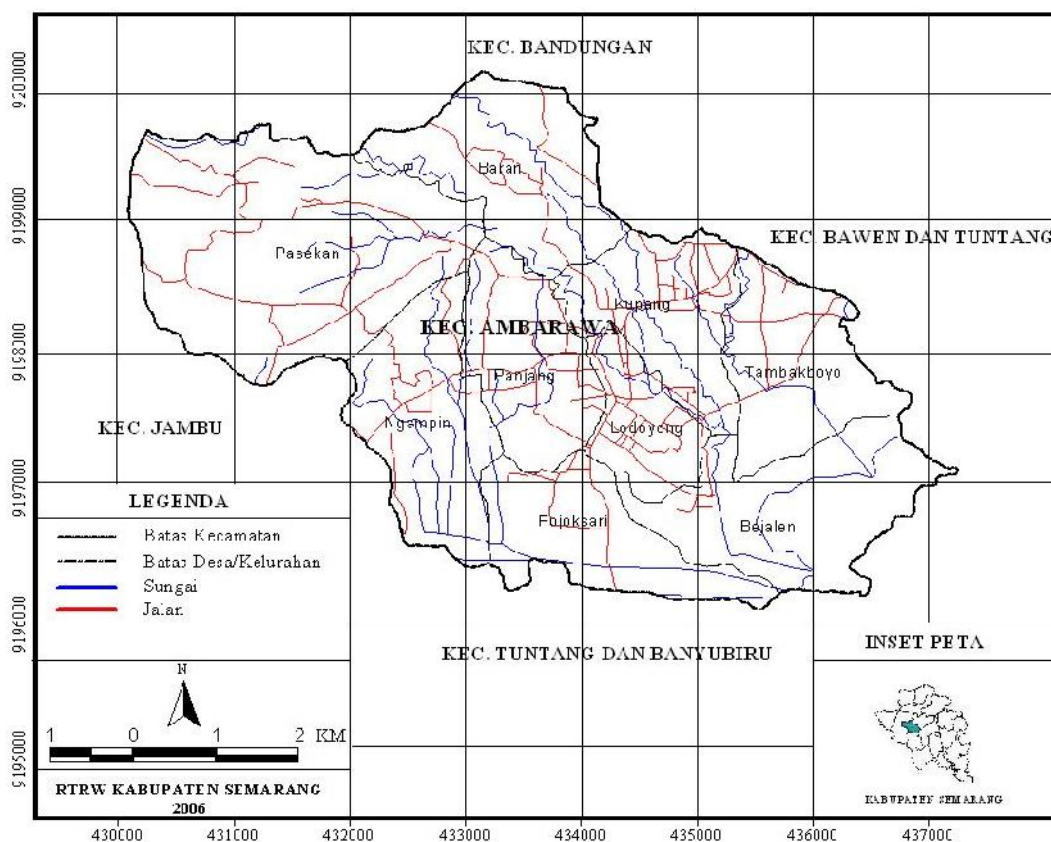 KEC. BANDUNGAN
9203000
9199000
9198000
9197000
9196000
9195000
Baran
KEC. BAWEN DAN TUNTANG
Pasekan
Kupang
KEC. AMBARAWA
Panjang
Tambakboyo
KEC. JAMBU
Ngampin
Lodoyong
LEGENDA
Pojoksari
Bejalen
Batas Kecamatan
Batas Desa/Kelurahan
Sungai
Jalan
KEC. TUNTANG DAN BANYUBIRU
INSET PETA
N
1 0 1 2 KM
RTRW KABUPATEN SEMARANG
2006
KABUPATEN SEMARANG
430000 431000 432000 433000 434000 435000 436000 437000